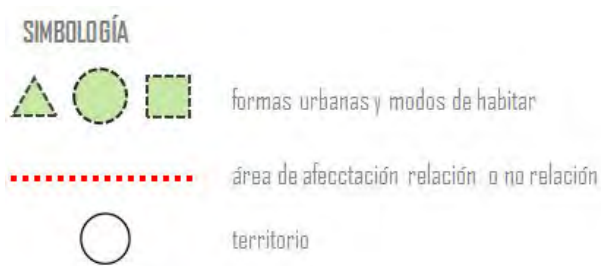 SIMBOLOGÍA
formas urbanas y modos de habitar
área de afecctación relación o no relación
territorio